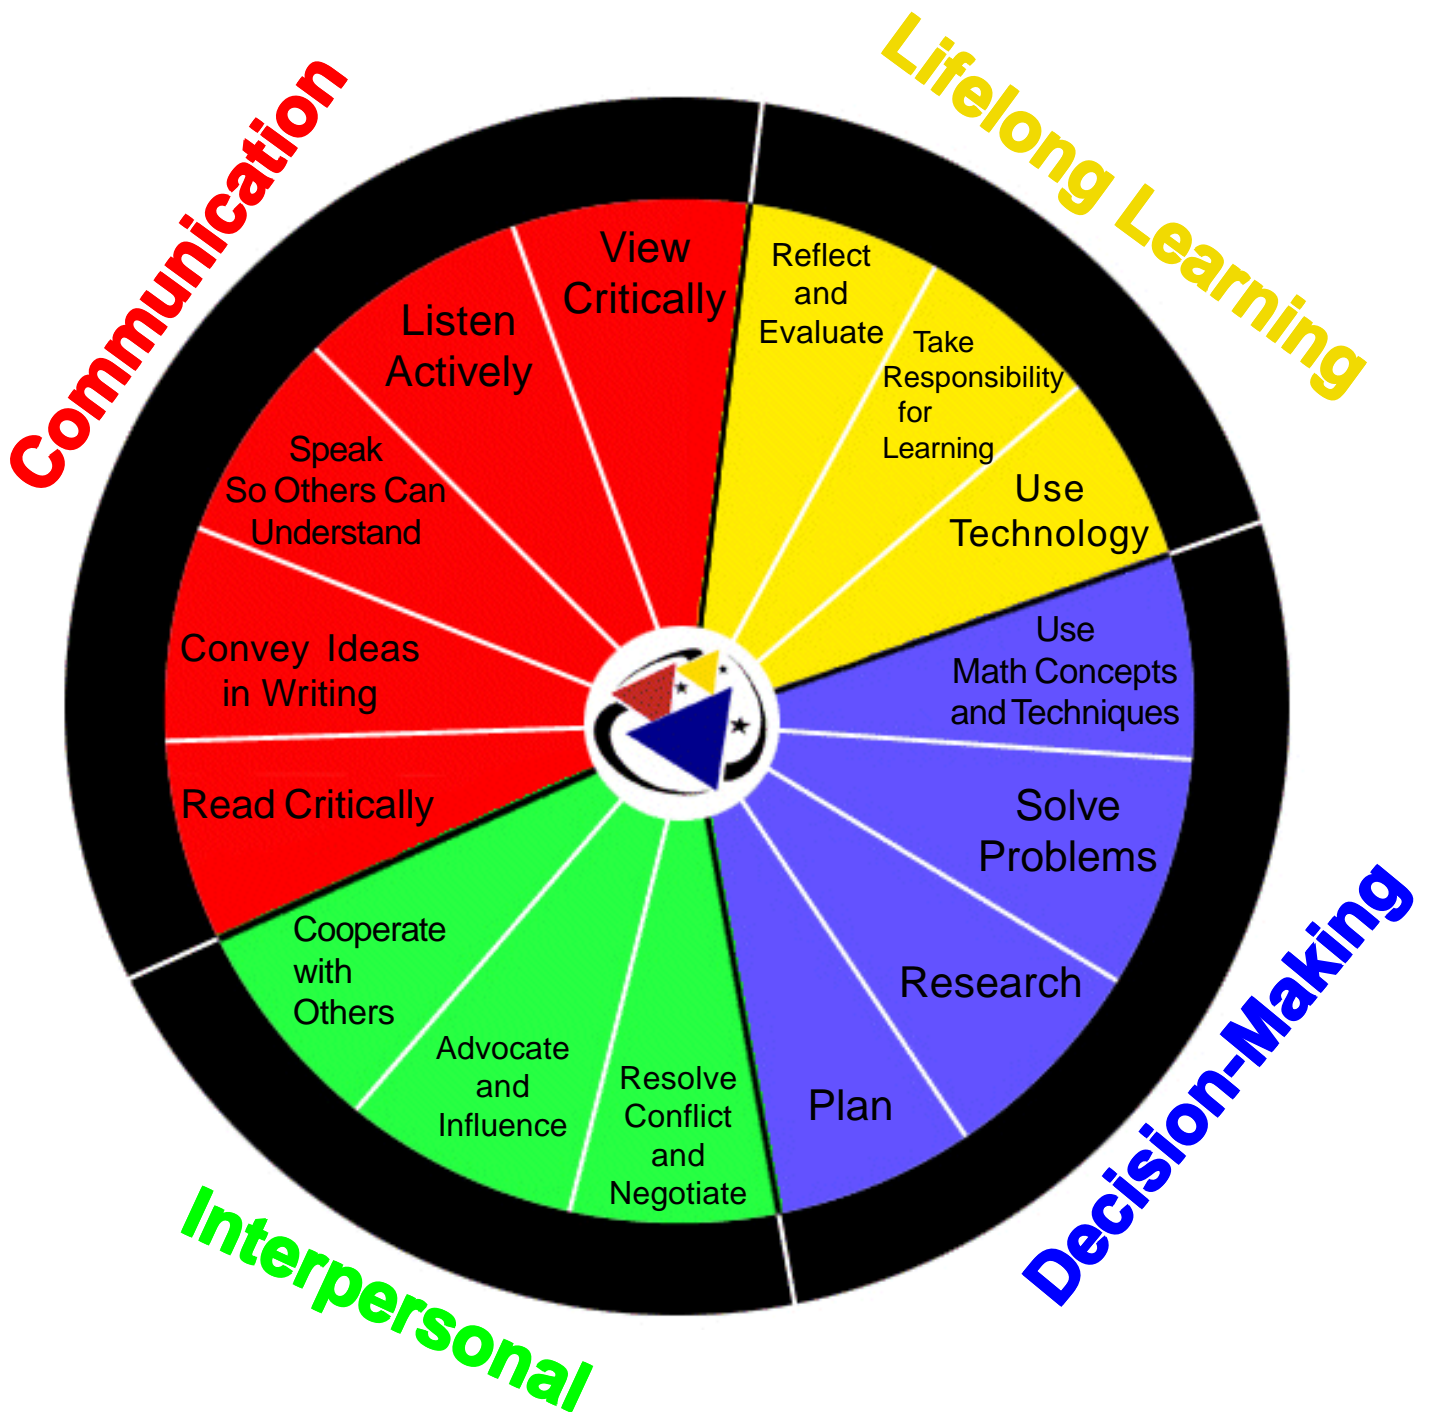 Communication
Lifelong Learning
View
Critically
Listen
Actively
Speak
So Others Can
Understand
Convey Ideas
in Writing
Read Critically
Reflect
and
Evaluate
Take
Responsibility
for
Learning
Use
Technology
Use
Math Concepts
and Techniques
Solve
Problems
Research
Plan
Cooperate
with
Others
Advocate
and
Influence
Resolve
Conflict
and
Negotiate
Interpersonal
Decision-Making